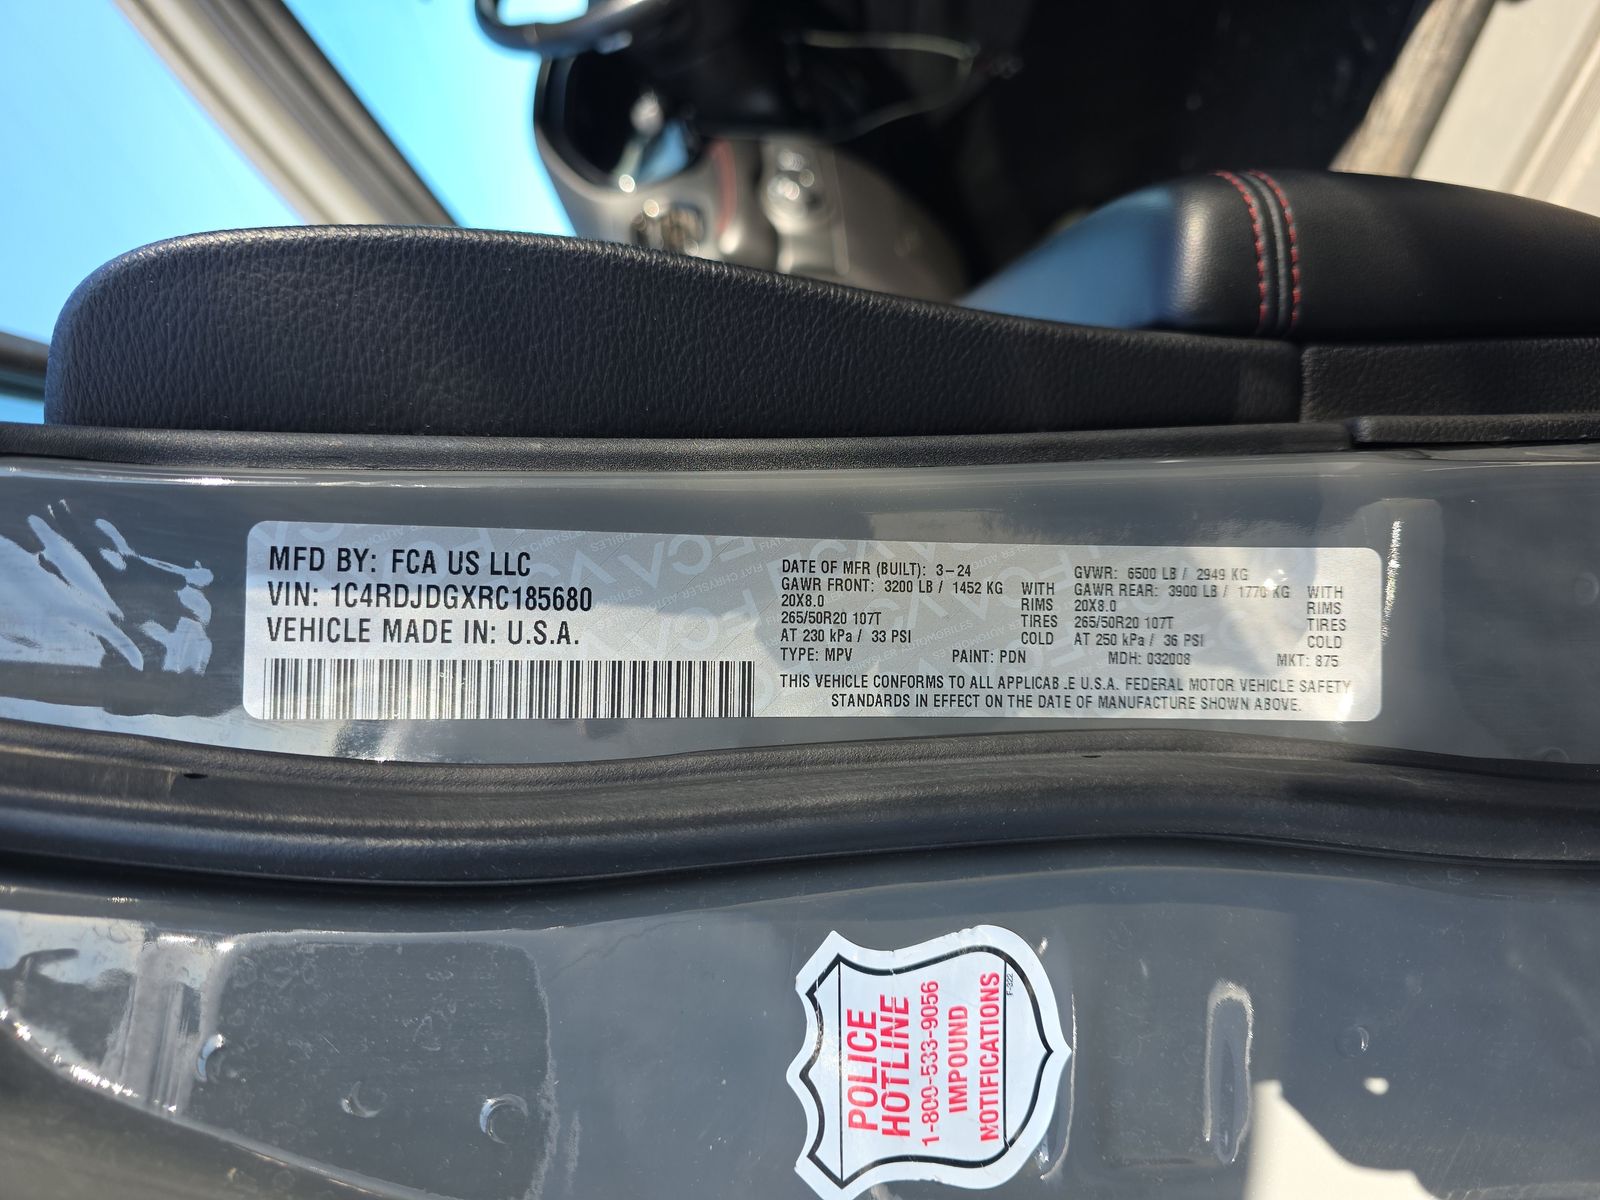 MFD BY: FCA US LLC
VIN: 1C4RDJDGXRC185680
VEHICLE MADE IN: U.S.A.
DATE OF MFR (BUILT): 3-24
GAWR FRONT: 3200 LB / 1452 KG WITH
20X8.0 RIMS
265/50R20 107T TIRES
AT 230 kPa / 33 PSI COLD
GVWR: 6500 LB / 2949 KG
GAWR REAR: 3900 LB / 1770 KG WITH
20X8.0 RIMS
265/50R20 107T TIRES
AT 250 kPa / 36 PSI COLD
TYPE: MPV PAINT: PDN MDH: 032008 MKT: 875
THIS VEHICLE CONFORMS TO ALL APPLICAB .E U.S.A. FEDERAL MOTOR VEHICLE SAFETY
STANDARDS IN EFFECT ON THE DATE OF MANUFACTURE SHOWN ABOVE.
POLICE
HOTLINE
1-800-533-9056
IMPOUND
NOTIFICATIONS
F-322